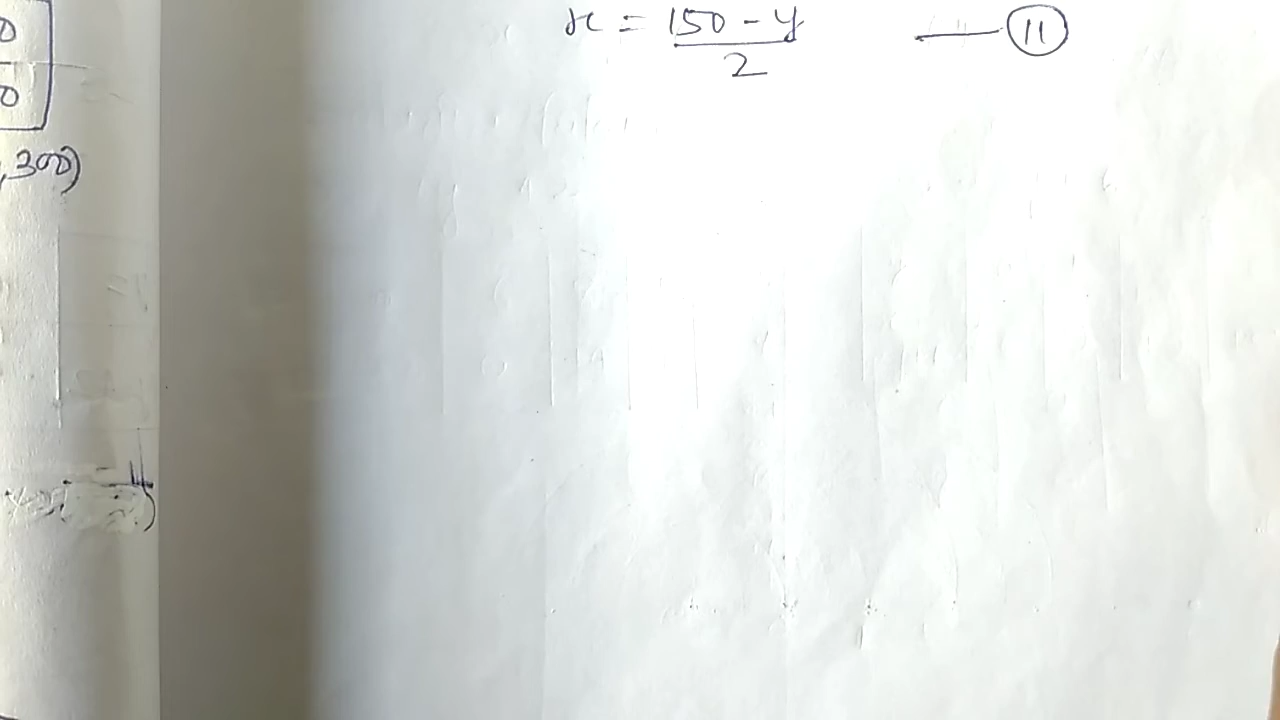 0
0
,300)
x = 150 - y / 2 — 11